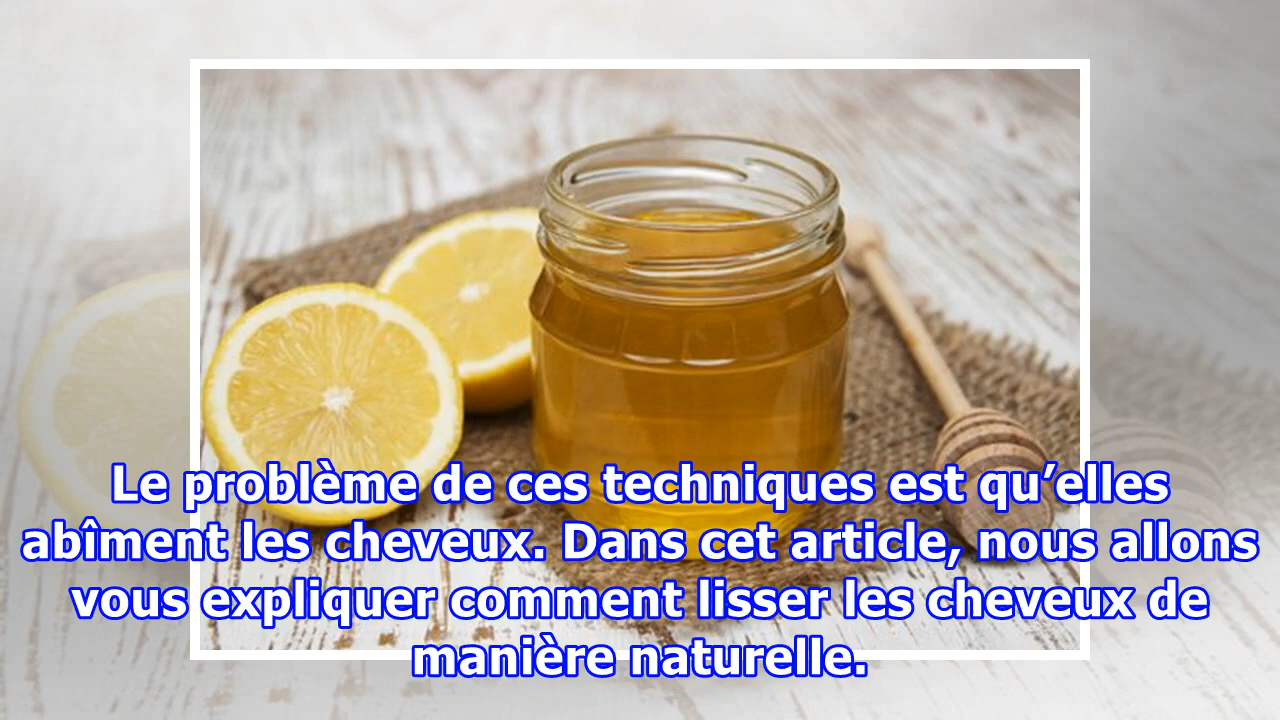 Le problème de ces techniques est qu’elles
abîment les cheveux. Dans cet article, nous allons
vous expliquer comment lisser les cheveux de
manière naturelle.